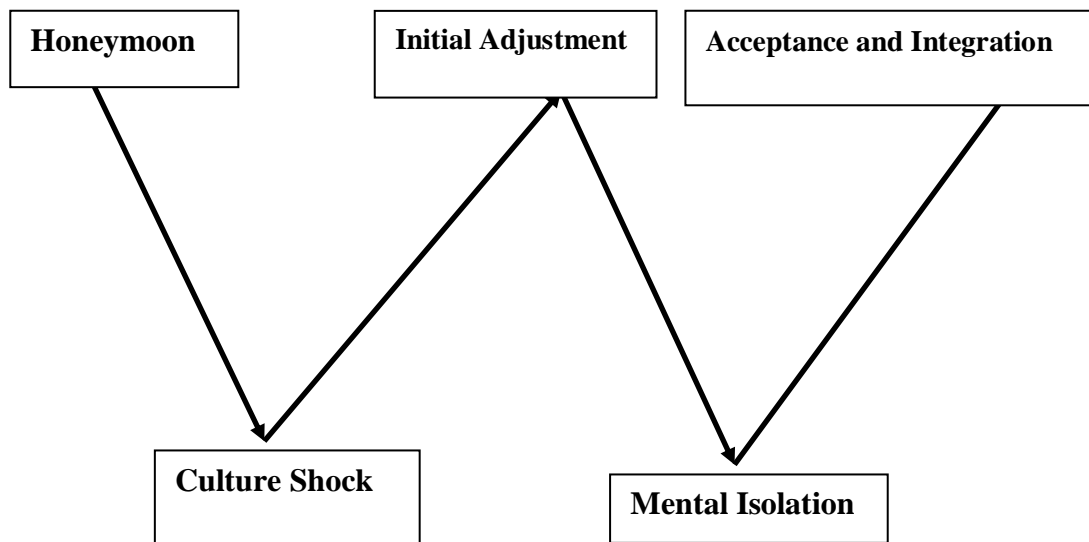 Honeymoon
Initial Adjustment
Acceptance and Integration
Culture Shock
Mental Isolation